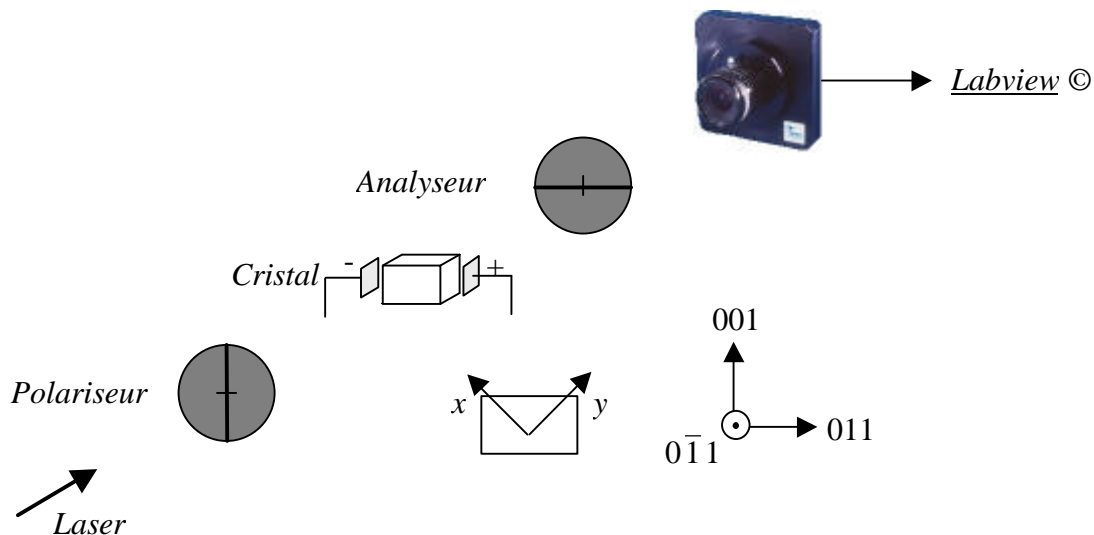 Labview ©
Analyseur
- Cristal +
001
Polariseur
x y
011
01̅1
Laser